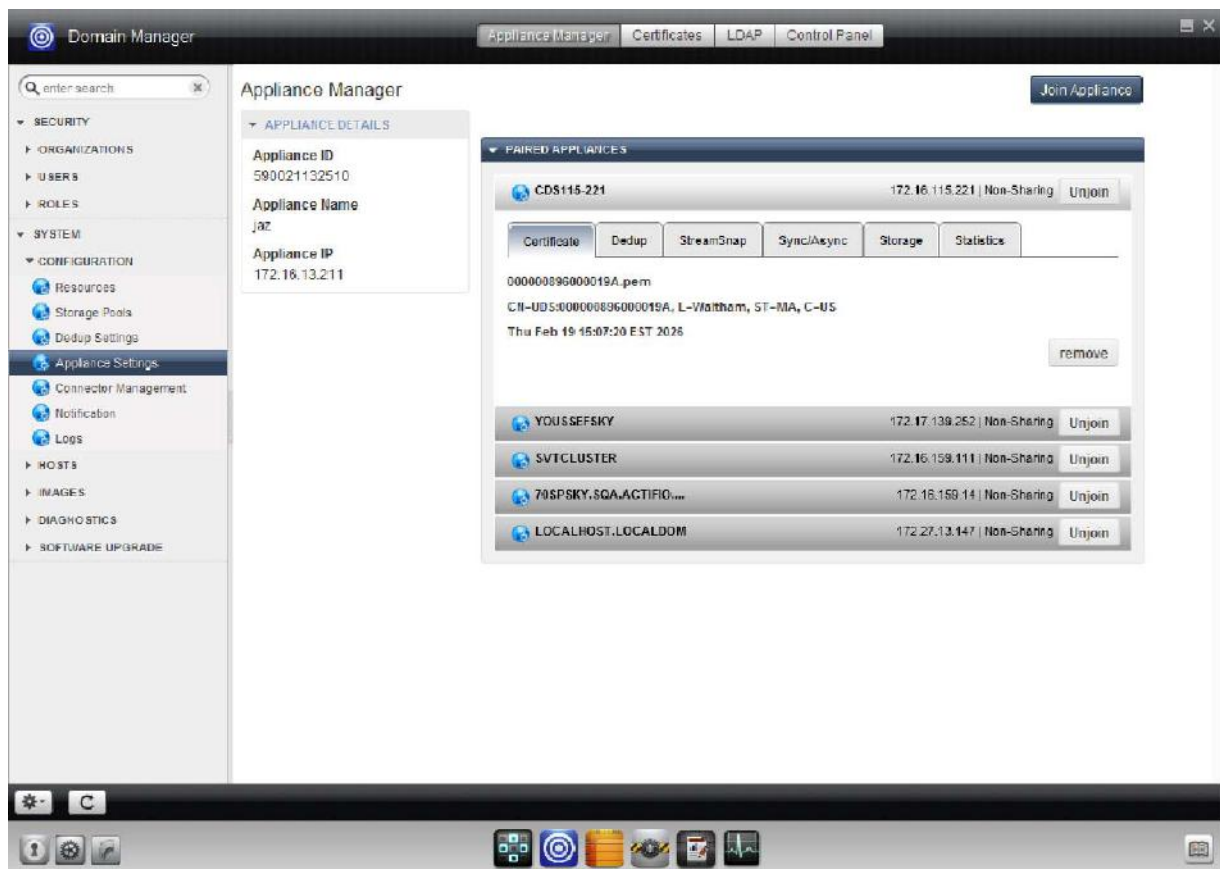 Domain Manager
Appliance Manager
Certificates
LDAP
Control Panel
enter search
SECURITY
ORGANIZATIONS
USERS
ROLES
SYSTEM
CONFIGURATION
Resources
Storage Pools
Dedup Settings
Appliance Settings
Connector Management
Notification
Logs
HOSTS
IMAGES
DIAGNOSTICS
SOFTWARE UPGRADE
Appliance Manager
Join Appliance
APPLIANCE DETAILS
Appliance ID
590021132510
Appliance Name
jaz
Appliance IP
172.16.13.211
PAIRED APPLIANCES
CDS115-221 172.16.115.221 | Non-Sharing Unjoin
Certificate Dedup StreamSnap Sync/Async Storage Statistics
000000896000019A.pem
CN=UDS:000000896000019A, L=Waltham, ST=MA, C=US
Thu Feb 19 15:07:20 EST 2026
remove
YOUSSEFSKY 172.17.139.252 | Non-Sharing Unjoin
SVTCLUSTER 172.16.159.111 | Non-Sharing Unjoin
70SPSKY.SQA.ACTIFIO.... 172.16.159.14 | Non-Sharing Unjoin
LOCALHOST.LOCALDOM 172.27.13.147 | Non-Sharing Unjoin